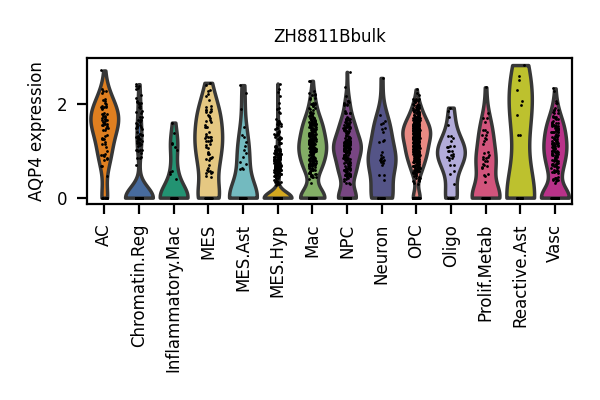 ZH8811Bbulk
AQP4 expression
2
0
AC
Chromatin.Reg
Inflammatory.Mac
MES
MES.Ast
MES.Hyp
Mac
NPC
Neuron
OPC
Oligo
Prolif.Metab
Reactive.Ast
Vasc